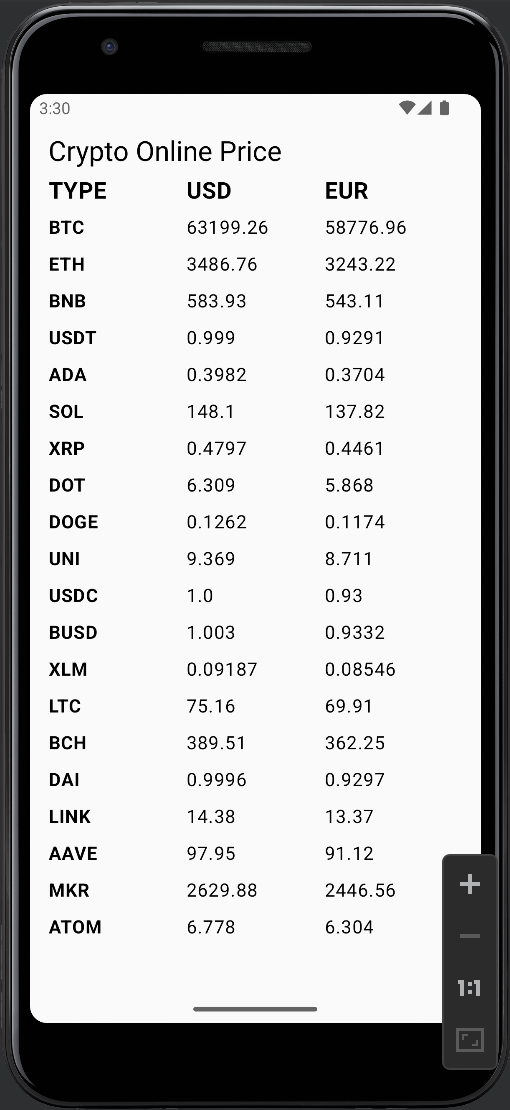 3:30
Crypto Online Price
TYPE USD EUR
BTC 63199.26 58776.96
ETH 3486.76 3243.22
BNB 583.93 543.11
USDT 0.999 0.9291
ADA 0.3982 0.3704
SOL 148.1 137.82
XRP 0.4797 0.4461
DOT 6.309 5.868
DOGE 0.1262 0.1174
UNI 9.369 8.711
USDC 1.0 0.93
BUSD 1.003 0.9332
XLM 0.09187 0.08546
LTC 75.16 69.91
BCH 389.51 362.25
DAI 0.9996 0.9297
LINK 14.38 13.37
AAVE 97.95 91.12
MKR 2629.88 2446.56
ATOM 6.778 6.304
1:1